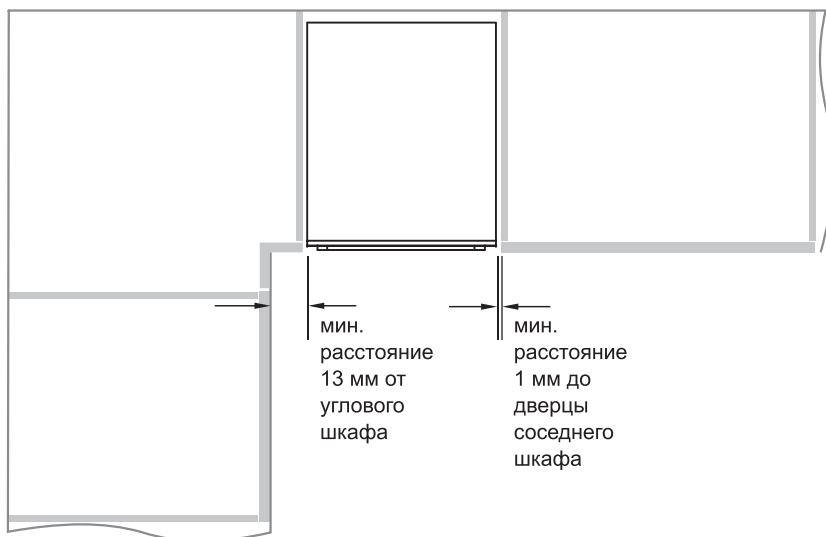 мин.
расстояние
13 мм от
углового
шкафа
мин.
расстояние
1 мм до
дверцы
соседнего
шкафа